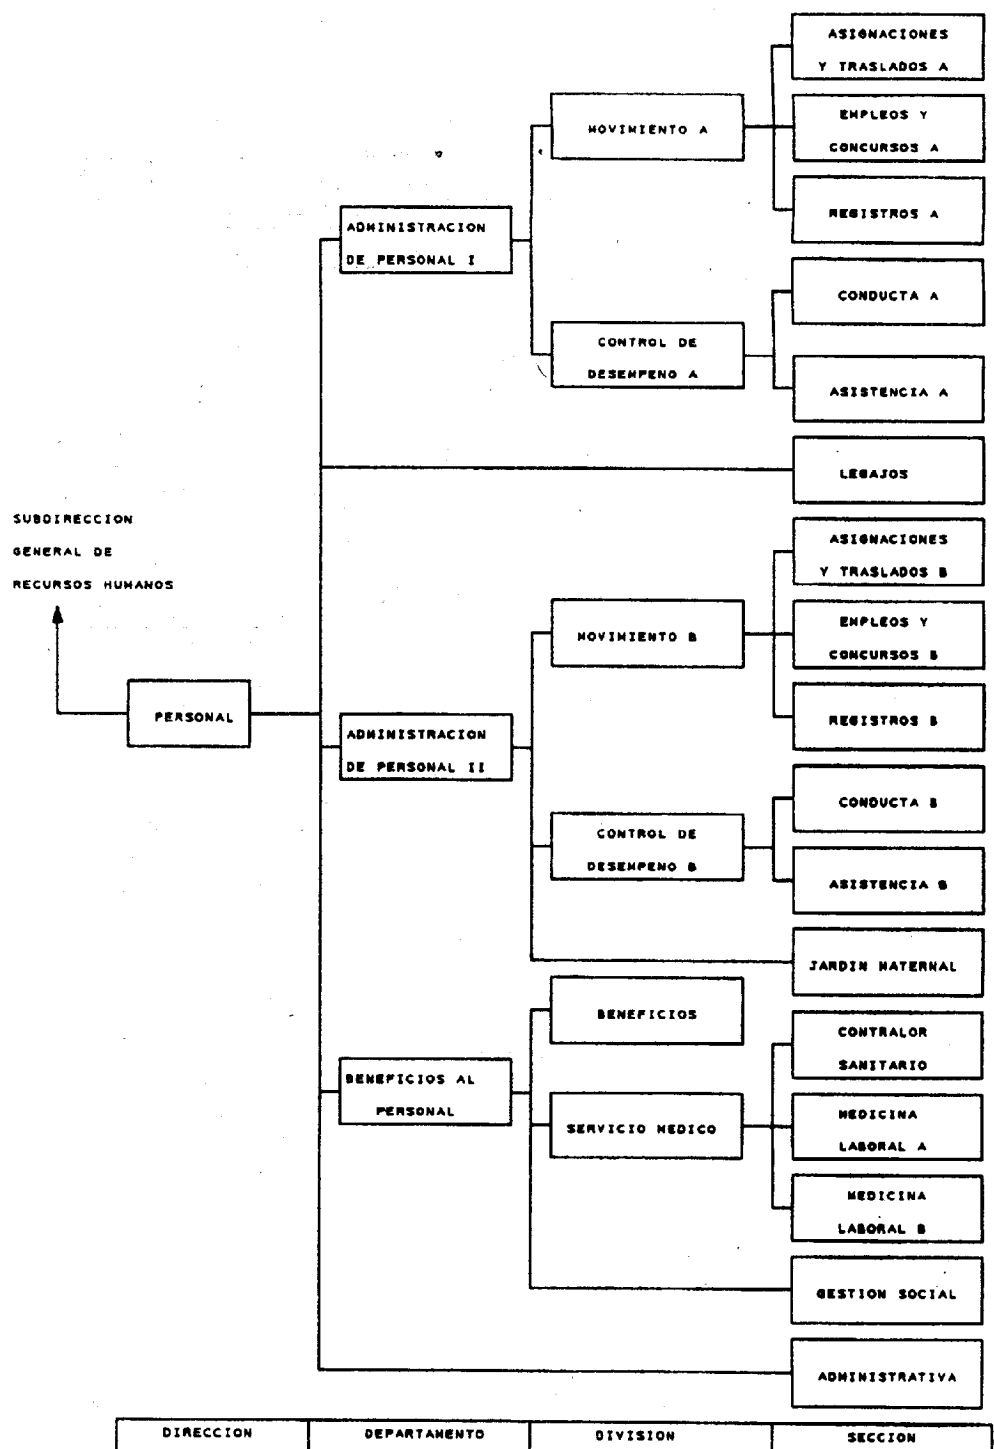 ASIGNACIONES
Y TRASLADOS A
EMPLEOS Y
CONCURSOS A
MOVIMIENTO A
REGISTROS A
ADMINISTRACION
DE PERSONAL I
CONDUCTA A
CONTROL DE
DESEMPENO A
ASISTENCIA A
LEGAJOS
SUBDIRECCION
GENERAL DE
RECURSOS HUMANOS
ASIGNACIONES
Y TRASLADOS B
EMPLEOS Y
CONCURSOS B
MOVIMIENTO B
REGISTROS B
PERSONAL
ADMINISTRACION
DE PERSONAL II
CONDUCTA B
CONTROL DE
DESEMPENO B
ASISTENCIA B
JARDIN MATERNAL
BENEFICIOS
CONTRALOR
SANITARIO
BENEFICIOS AL
PERSONAL
SERVICIO MEDICO
MEDICINA
LABORAL A
MEDICINA
LABORAL B
GESTION SOCIAL
ADMINISTRATIVA
DIRECCION
DEPARTAMENTO
DIVISION
SECCION